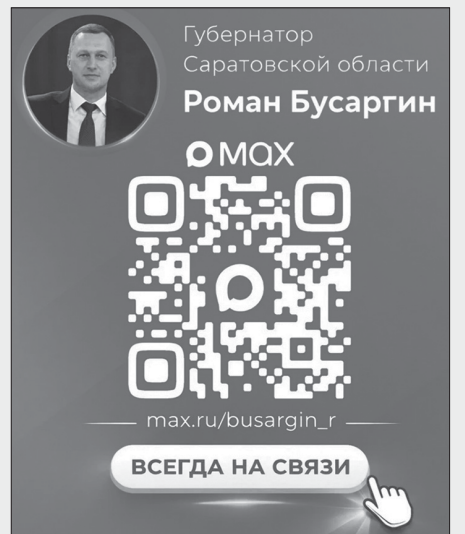 Губернатор
Саратовской области
Роман Бусаргин
max
max.ru/busargin_r
ВСЕГДА НА СВЯЗИ